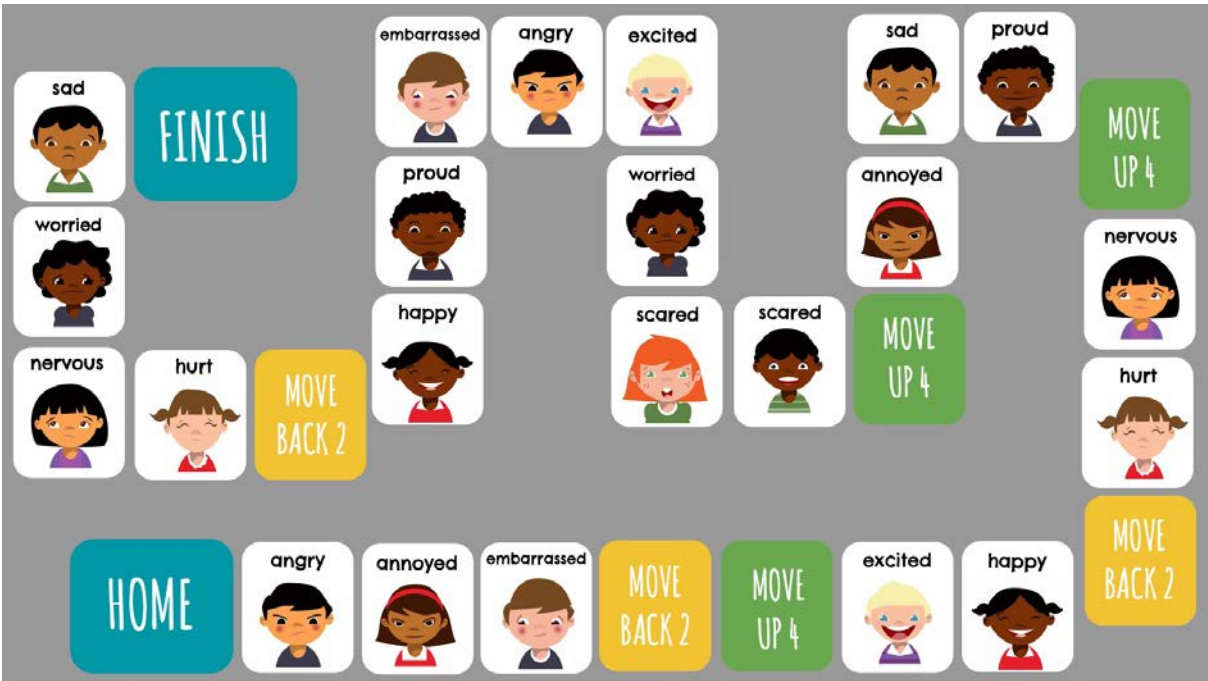 embarrassed
angry
excited
sad
proud
sad
FINISH
MOVE
UP 4
proud
worried
annoyed
worried
nervous
happy
scared
scared
MOVE
UP 4
nervous
hurt
MOVE
BACK 2
hurt
MOVE
BACK 2
HOME
angry
annoyed
embarrassed
MOVE
BACK 2
MOVE
UP 4
excited
happy